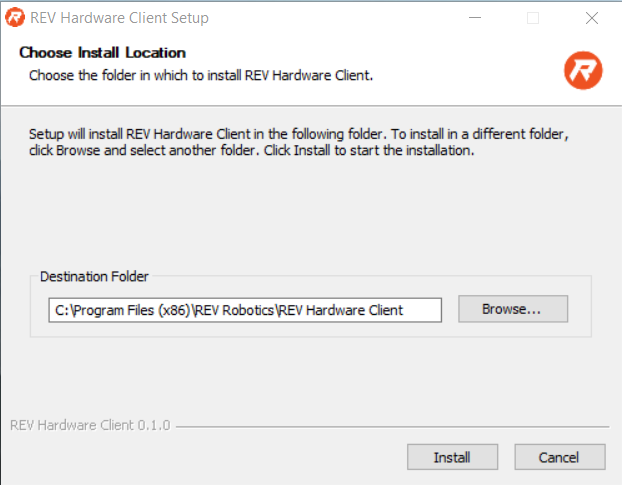 REV Hardware Client Setup
Choose Install Location
Choose the folder in which to install REV Hardware Client.
Setup will install REV Hardware Client in the following folder. To install in a different folder,
click Browse and select another folder. Click Install to start the installation.
Destination Folder
C:\Program Files (x86)\REV Robotics\REV Hardware Client
Browse...
REV Hardware Client 0.1.0
Install
Cancel